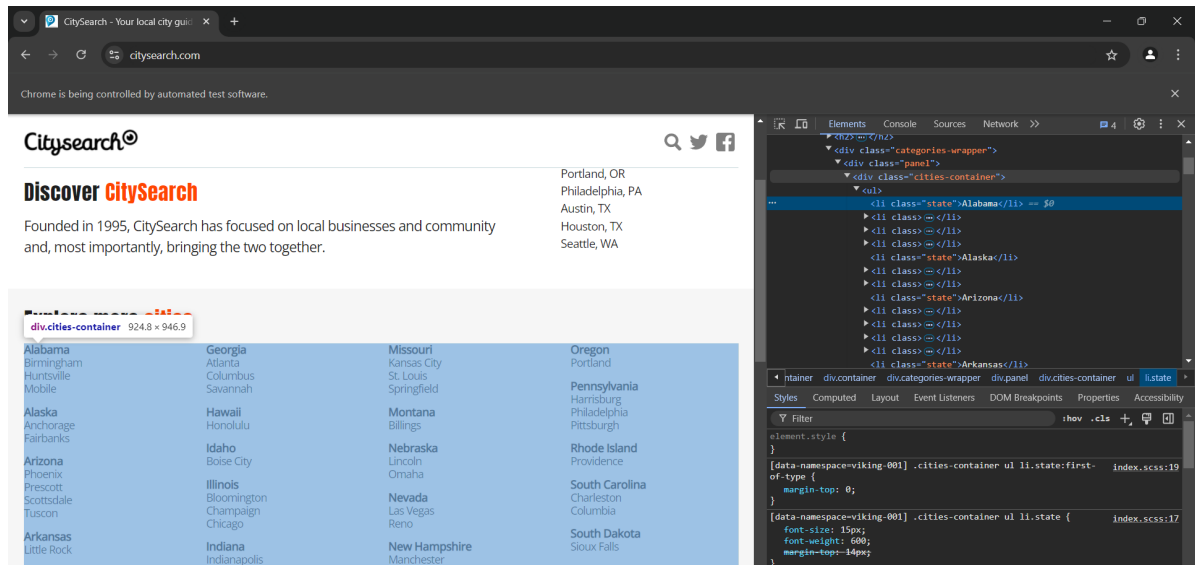 CitySearch - Your local city guid
citysearch.com
Chrome is being controlled by automated test software.
Citysearch
Discover CitySearch
Founded in 1995, CitySearch has focused on local businesses and community
and, most importantly, bringing the two together.
Portland, OR
Philadelphia, PA
Austin, TX
Houston, TX
Seattle, WA
div.cities-container 924.8 × 946.9
Alabama
Birmingham
Huntsville
Mobile
Alaska
Anchorage
Fairbanks
Arizona
Phoenix
Prescott
Scottsdale
Tuscon
Arkansas
Little Rock
Georgia
Atlanta
Columbus
Savannah
Hawaii
Honolulu
Idaho
Boise City
Illinois
Bloomington
Champaign
Chicago
Indiana
Indianapolis
Missouri
Kansas City
St. Louis
Springfield
Montana
Billings
Nebraska
Lincoln
Omaha
Nevada
Las Vegas
Reno
New Hampshire
Manchester
Oregon
Portland
Pennsylvania
Harrisburg
Philadelphia
Pittsburgh
Rhode Island
Providence
South Carolina
Charleston
Columbia
South Dakota
Sioux Falls
Elements Console Sources Network 4
<h2> … </h2>
<div class="categories-wrapper">
<div class="panel">
<div class="cities-container">
<ul>
<li class="state">Alabama</li> == $0
<li class> … </li>
<li class> … </li>
<li class> … </li>
<li class="state">Alaska</li>
<li class> … </li>
<li class> … </li>
<li class="state">Arizona</li>
<li class> … </li>
<li class> … </li>
<li class> … </li>
<li class> … </li>
<li class="state">Arkansas</li>
ntainer div.container div.categories-wrapper div.panel div.cities-container ul li.state
Styles Computed Layout Event Listeners DOM Breakpoints Properties Accessibility
Filter :hov .cls
element.style {
}
[data-namespace=viking-001] .cities-container ul li.state:first- index.scss:19
of-type {
margin-top: 0;
}
[data-namespace=viking-001] .cities-container ul li.state { index.scss:17
font-size: 15px;
font-weight: 600;
margin-top: 14px;
}